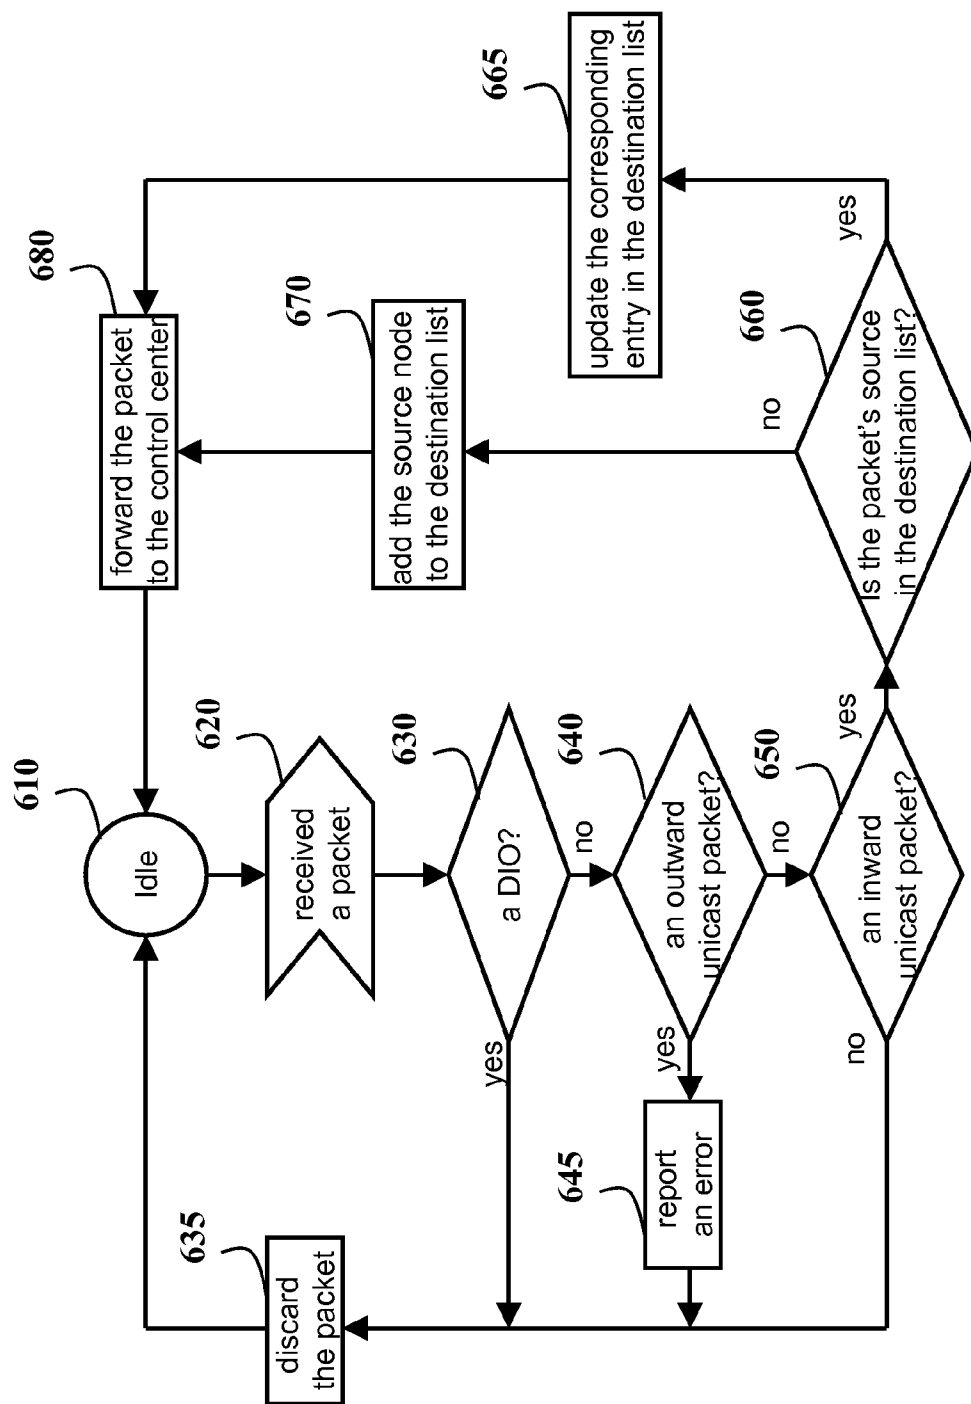 610
Idle
620
received
a packet
630
a DIO?
yes
no
635
discard
the packet
640
an outward
unicast packet?
yes
no
645
report
an error
650
an inward
unicast packet?
no
yes
660
Is the packet's source
in the destination list?
no
yes
665
update the corresponding
entry in the destination list
670
add the source node
to the destination list
680
forward the packet
to the control center